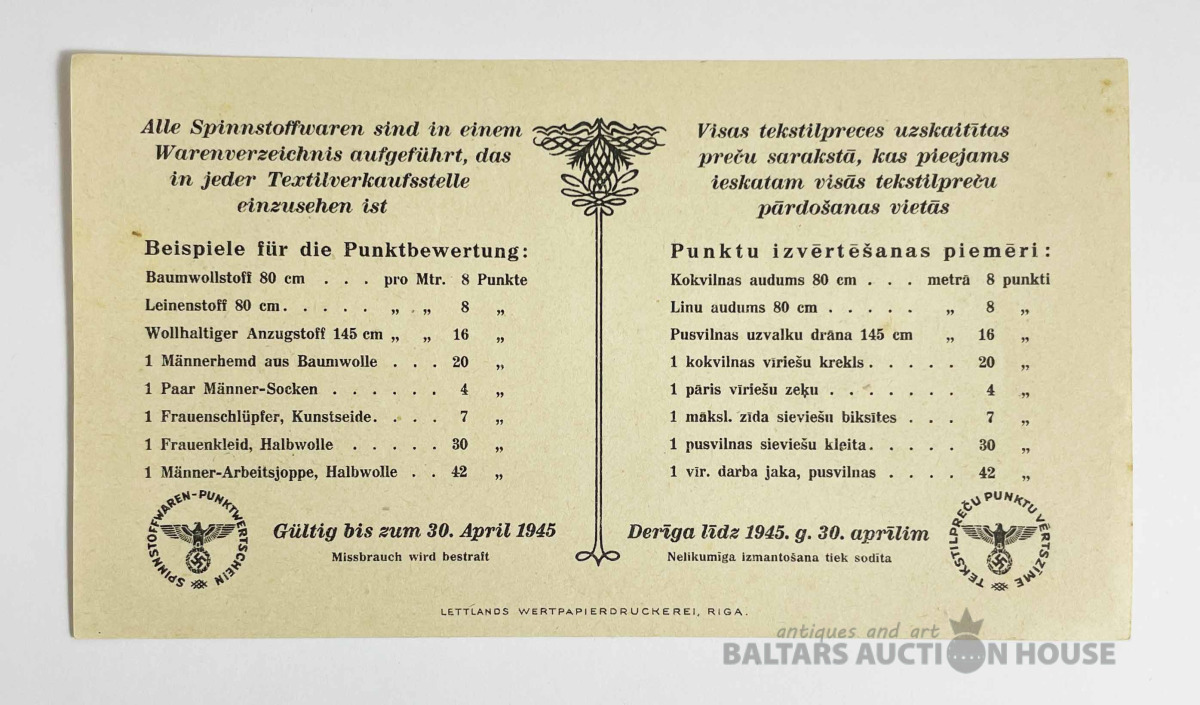 Alle Spinnstoffwaren sind in einem
Warenverzeichnis aufgeführt, das
in jeder Textilverkaufsstelle
einzusehen ist
Beispiele für die Punktbewertung:
Baumwollstoff 80 cm . . . pro Mtr. 8 Punkte
Leinenstoff 80 cm. . . . . „ „ 8 „
Wollhaltiger Anzugstoff 145 cm „ „ 16 „
1 Männerhemd aus Baumwolle . . . 20 „
1 Paar Männer-Socken . . . . . . 4 „
1 Frauenschlüpfer, Kunstseide. . . . 7 „
1 Frauenkleid, Halbwolle . . . . . 30 „
1 Männer-Arbeitsjoppe, Halbwolle . . 42 „
SPINNSTOFFWAREN-PUNKTWERTSCHEIN
Gültig bis zum 30. April 1945
Missbrauch wird bestraft
Visas tekstilpreces uzskaitītas
preču sarakstā, kas pieejams
ieskatam visās tekstilpreču
pārdošanas vietās
Punktu izvērtēšanas piemēri:
Kokvilnas audums 80 cm . . . metrā 8 punkti
Linu audums 80 cm . . . . . „ 8 „
Pusvilnas uzvalku drāna 145 cm „ 16 „
1 kokvilnas vīriešu krekls . . . . . 20 „
1 pāris vīriešu zeķu . . . . . . . 4 „
1 māksl. zīda sieviešu biksītes . . . 7 „
1 pusvilnas sieviešu kleita. . . . . 30 „
1 vīr. darba jaka, pusvilnas . . . . 42 „
Derīga līdz 1945. g. 30. aprīlim
Nelikumīga izmantošana tiek sodīta
TEKSTILPREČU PUNKTU VĒRTSZĪME
LETTLANDS WERTPAPIERDRUCKEREI, RIGA.
antiques and art
BALTARS AUCTION HOUSE